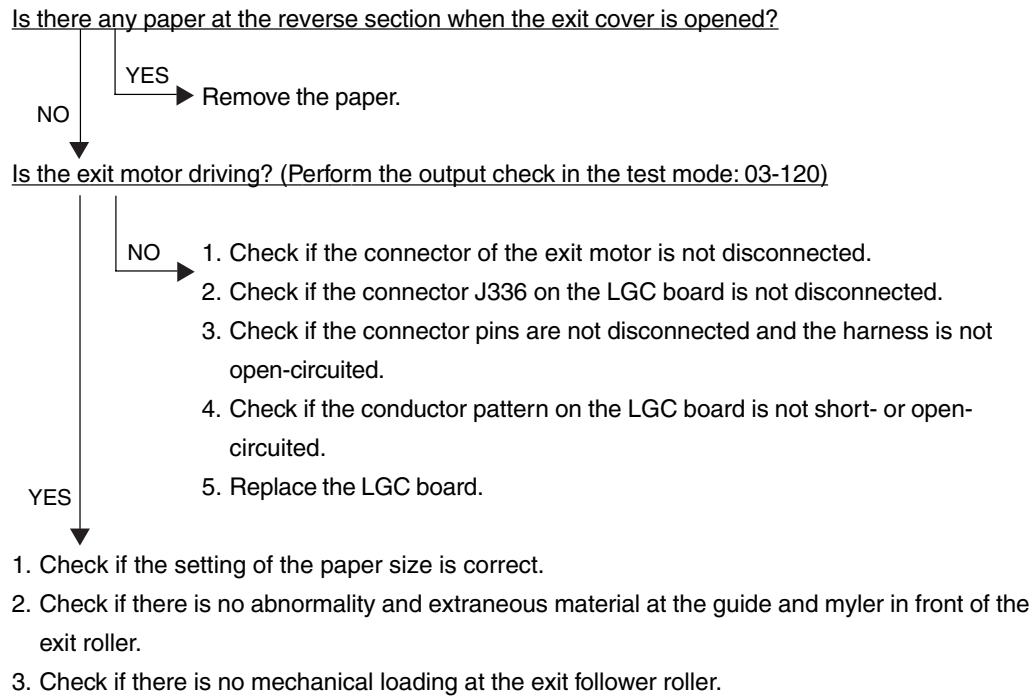 Is there any paper at the reverse section when the exit cover is opened?
YES
Remove the paper.
NO
Is the exit motor driving? (Perform the output check in the test mode: 03-120)
NO
1. Check if the connector of the exit motor is not disconnected.
2. Check if the connector J336 on the LGC board is not disconnected.
3. Check if the connector pins are not disconnected and the harness is not
open-circuited.
4. Check if the conductor pattern on the LGC board is not short- or open-
circuited.
5. Replace the LGC board.
YES
1. Check if the setting of the paper size is correct.
2. Check if there is no abnormality and extraneous material at the guide and myler in front of the
exit roller.
3. Check if there is no mechanical loading at the exit follower roller.